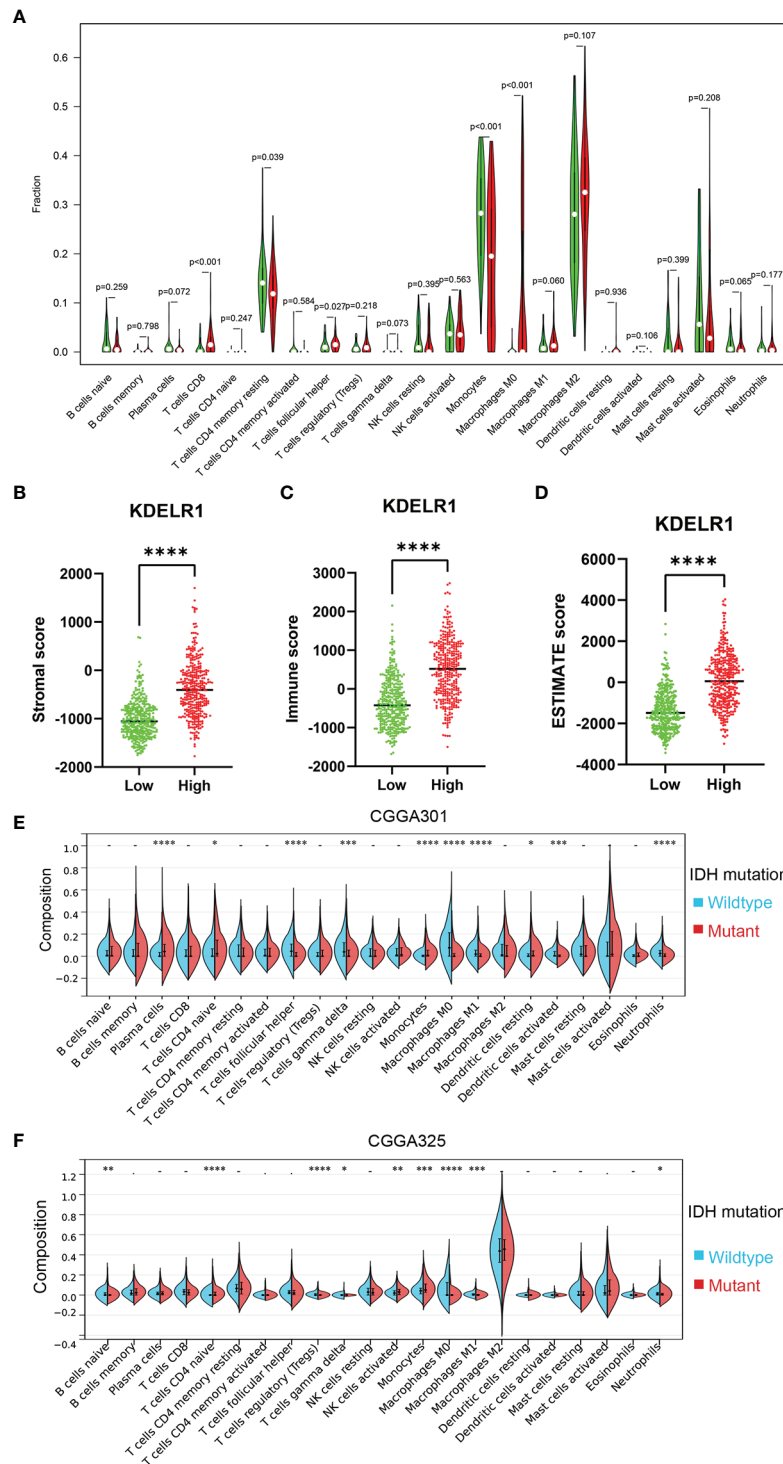 A
0.6
0.5
0.4
0.3
0.2
0.1
0.0
Fraction
p=0.259
p=0.798
p=0.072
p<0.001
p=0.247
p=0.039
p=0.584
p=0.027
p=0.218
p=0.073
p=0.395
p=0.563
p<0.001
p<0.001
p=0.060
p=0.107
p=0.936
p=0.106
p=0.399
p=0.208
p=0.065
p=0.177
B cells naive
B cells memory
Plasma cells
T cells CD8
T cells CD4 naive
T cells CD4 memory resting
T cells CD4 memory activated
T cells follicular helper
T cells regulatory (Tregs)
T cells gamma delta
NK cells resting
NK cells activated
Monocytes
Macrophages M0
Macrophages M1
Macrophages M2
Dendritic cells resting
Dendritic cells activated
Mast cells resting
Mast cells activated
Eosinphils
Neutrophils
B
KDELR1
****
Stromal score
2000
1000
0
-1000
-2000
Low High
C
KDELR1
****
Immune score
3000
2000
1000
0
-1000
-2000
Low High
D
KDELR1
****
ESTIMATE score
6000
4000
2000
0
-2000
-4000
Low High
E
CGGA301
Composition
1.0
0.8
0.6
0.4
0.2
0.0
−0.2
- - **** * - - - **** - *** - - **** **** **** - * *** - - - ****
IDH mutation
Wildtype
Mutant
B cells naive
B cells memory
Plasma cells
T cells CD8
T cells CD4 naive
T cells CD4 memory resting
T cells CD4 memory activated
T cells follicular helper
T cells regulatory (Tregs)
T cells gamma delta
NK cells resting
NK cells activated
Monocytes
Macrophages M0
Macrophages M1
Macrophages M2
Dendritic cells resting
Dendritic cells activated
Mast cells resting
Mast cells activated
Eosinophils
Neutrophils
F
CGGA325
Composition
1.2
1.0
0.8
0.6
0.4
0.2
0.0
−0.4
** - - - **** - . . **** * - ** *** **** *** - - - - - - *
IDH mutation
Wildtype
Mutant
B cells naive
B cells memory
Plasma cells
T cells CD8
T cells CD4 naive
T cells CD4 memory resting
T cells CD4 memory activated
T cells follicular helper
T cells regulatory (Tregs)
T cells gamma delta
NK cells resting
NK cells activated
Monocytes
Macrophages M0
Macrophages M1
Macrophages M2
Dendritic cells resting
Dendritic cells activated
Mast cells resting
Mast cells activated
Eosinophils
Neutrophils